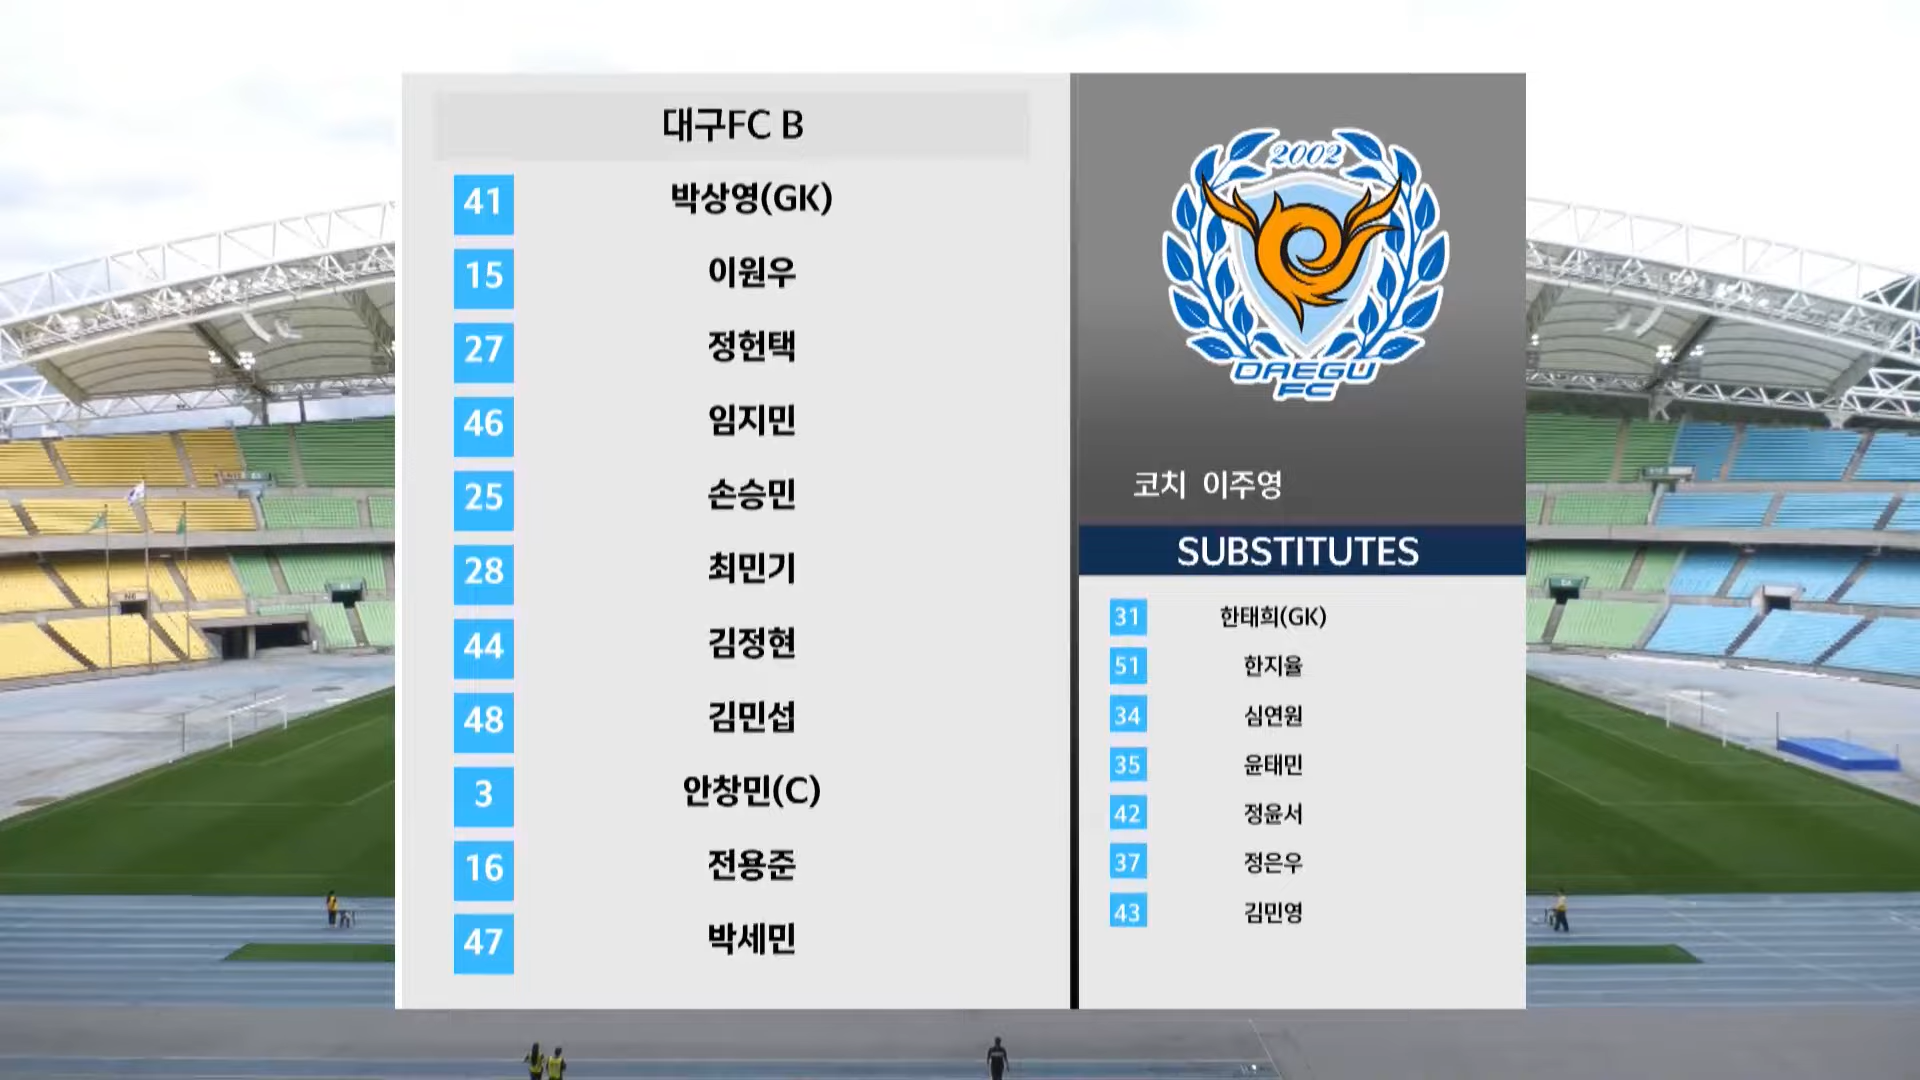 대구FC B
41 박상영(GK)
15 이원우
27 정헌택
46 임지민
25 손승민
28 최민기
44 김정현
48 김민섭
3 안창민(C)
16 전용준
47 박세민
2002
DAEGU
FC
코치 이주영
SUBSTITUTES
31 한태희(GK)
51 한지율
34 심연원
35 윤태민
42 정윤서
37 정은우
43 김민영